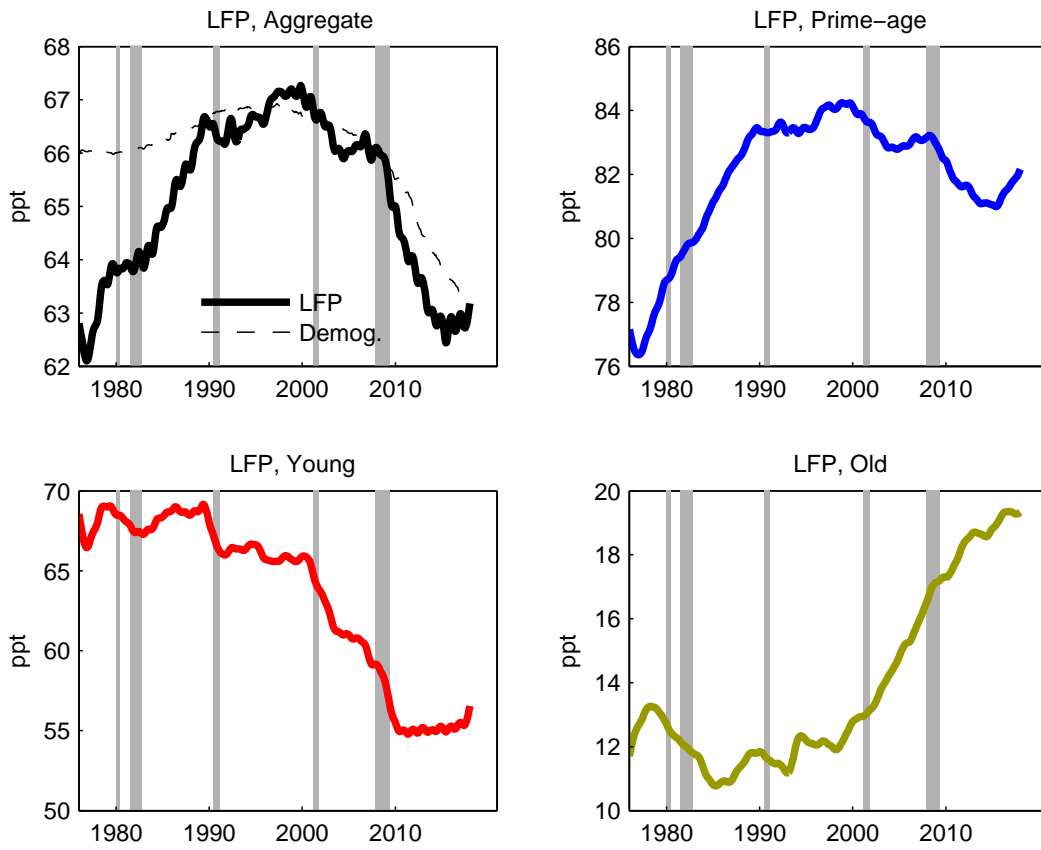 LFP, Aggregate
68
67
66
65
64
63
62
ppt
LFP
Demog.
1980 1990 2000 2010
LFP, Prime−age
86
84
82
80
78
76
ppt
1980 1990 2000 2010
LFP, Young
70
65
60
55
50
ppt
1980 1990 2000 2010
LFP, Old
20
18
16
14
12
10
ppt
1980 1990 2000 2010